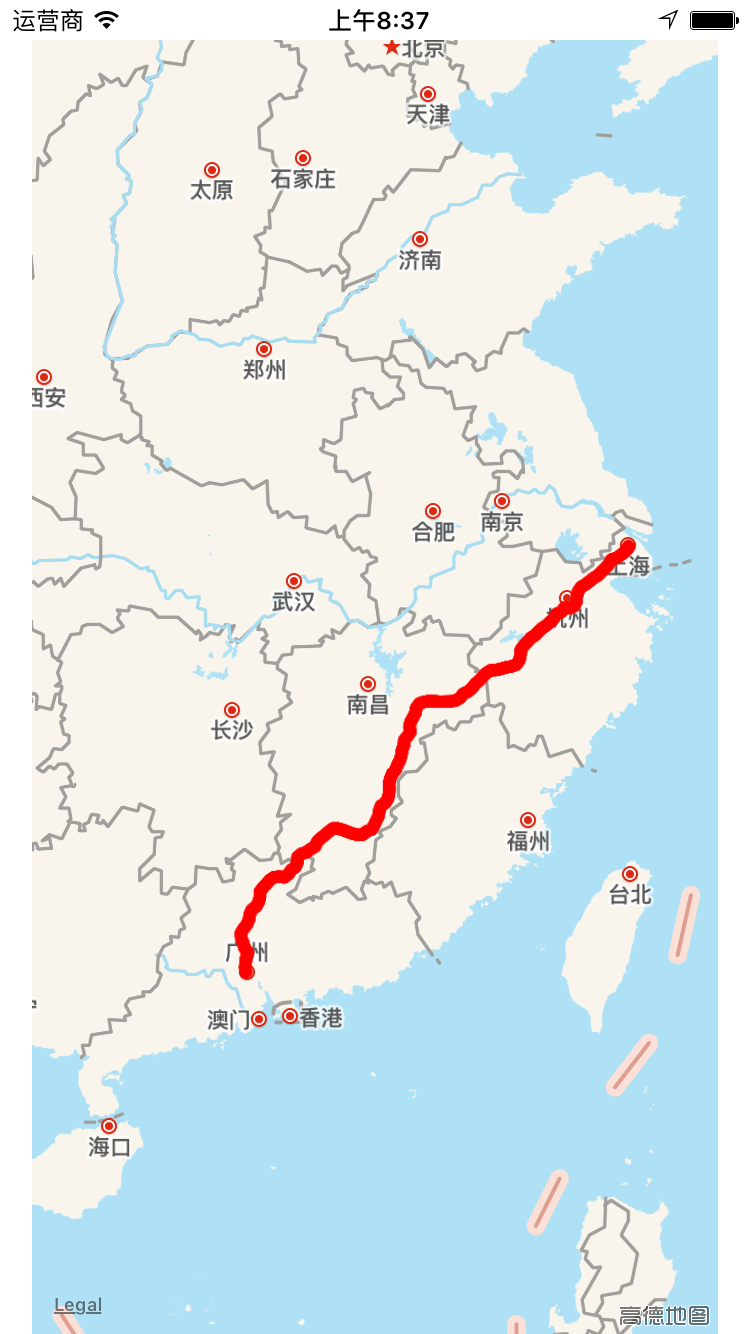 运营商
上午8:37
北京
天津
太原
石家庄
济南
郑州
西安
合肥
南京
上海
武汉
杭州
南昌
长沙
福州
台北
广州
澳门
香港
海口
Legal
高德地图